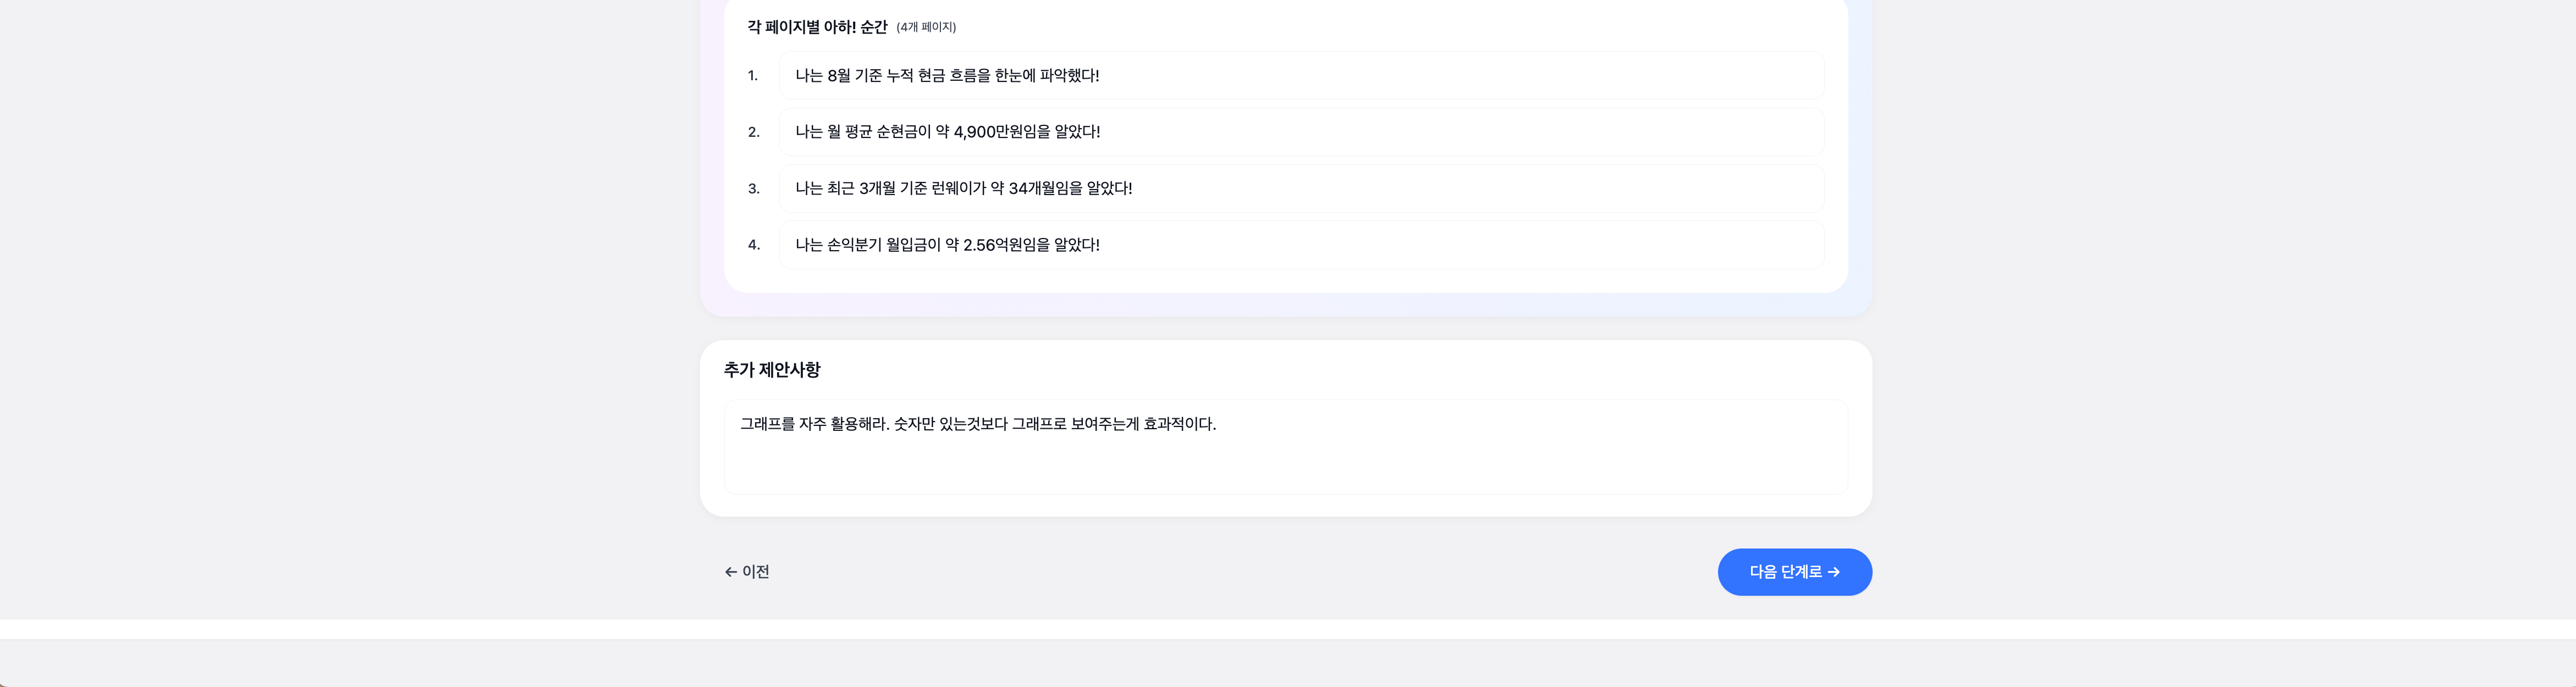 각 페이지별 아하! 순간 (4개 페이지)
1. 나는 8월 기준 누적 현금 흐름을 한눈에 파악했다!
2. 나는 월 평균 순현금이 약 4,900만원임을 알았다!
3. 나는 최근 3개월 기준 런웨이가 약 34개월임을 알았다!
4. 나는 손익분기 월입금이 약 2.56억원임을 알았다!
추가 제안사항
그래프를 자주 활용해라. 숫자만 있는것보다 그래프로 보여주는게 효과적이다.
← 이전 다음 단계로 →